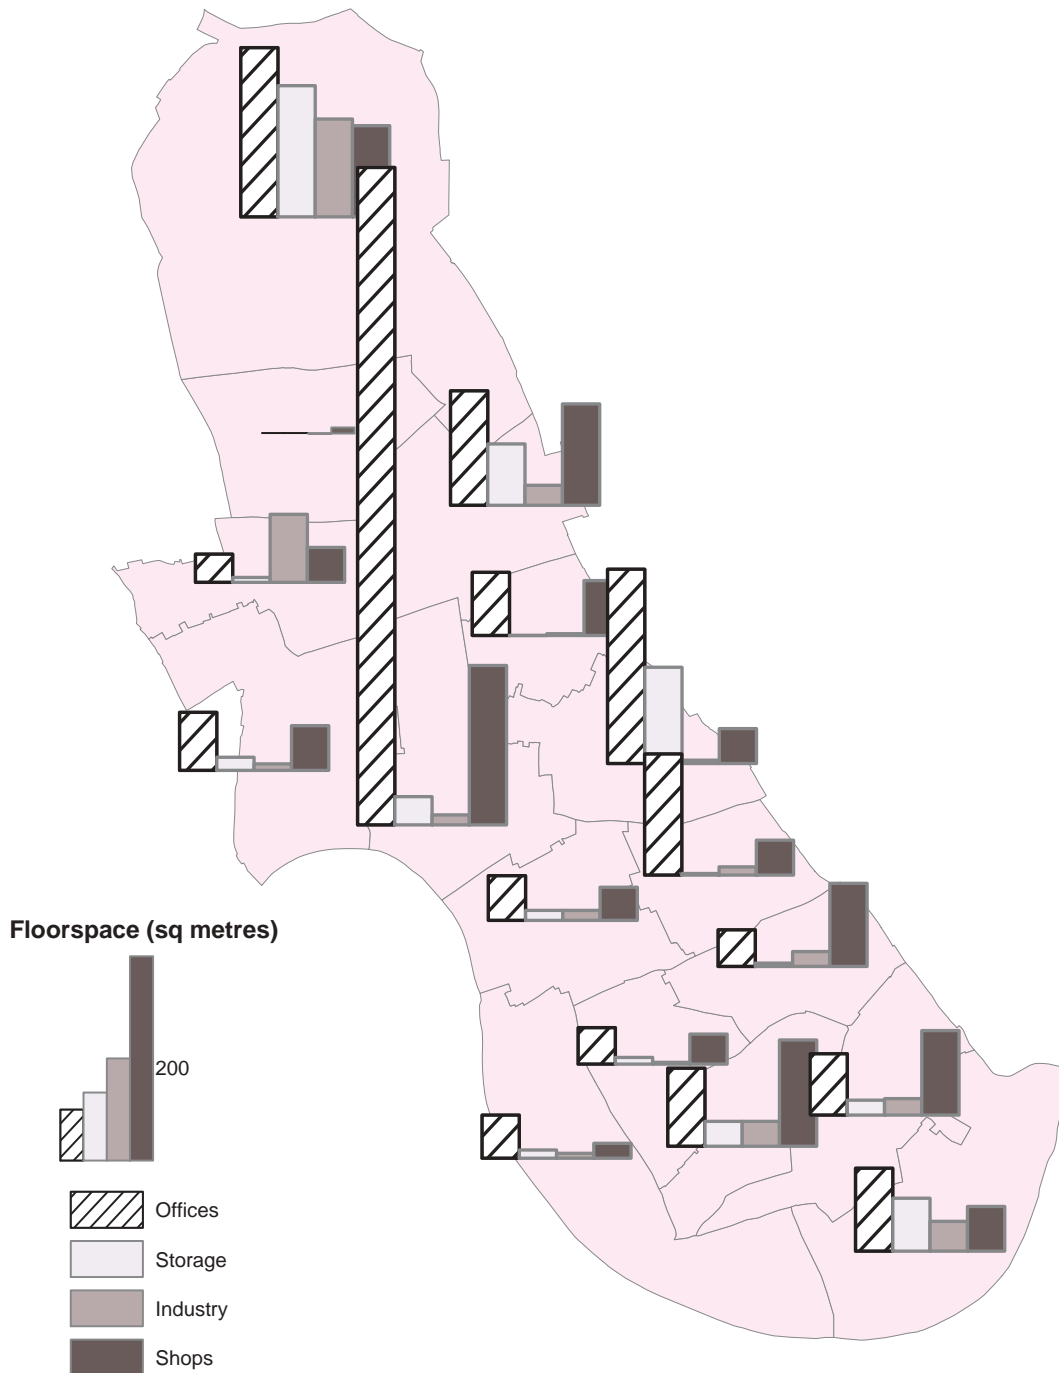 Floorspace (sq metres)
200
Offices
Storage
Industry
Shops